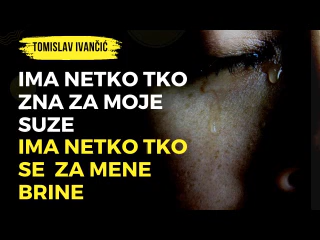 TOMISLAV IVANČIĆ
IMA NETKO TKO
ZNA ZA MOJE
SUZE
IMA NETKO TKO
SE ZA MENE
BRINE